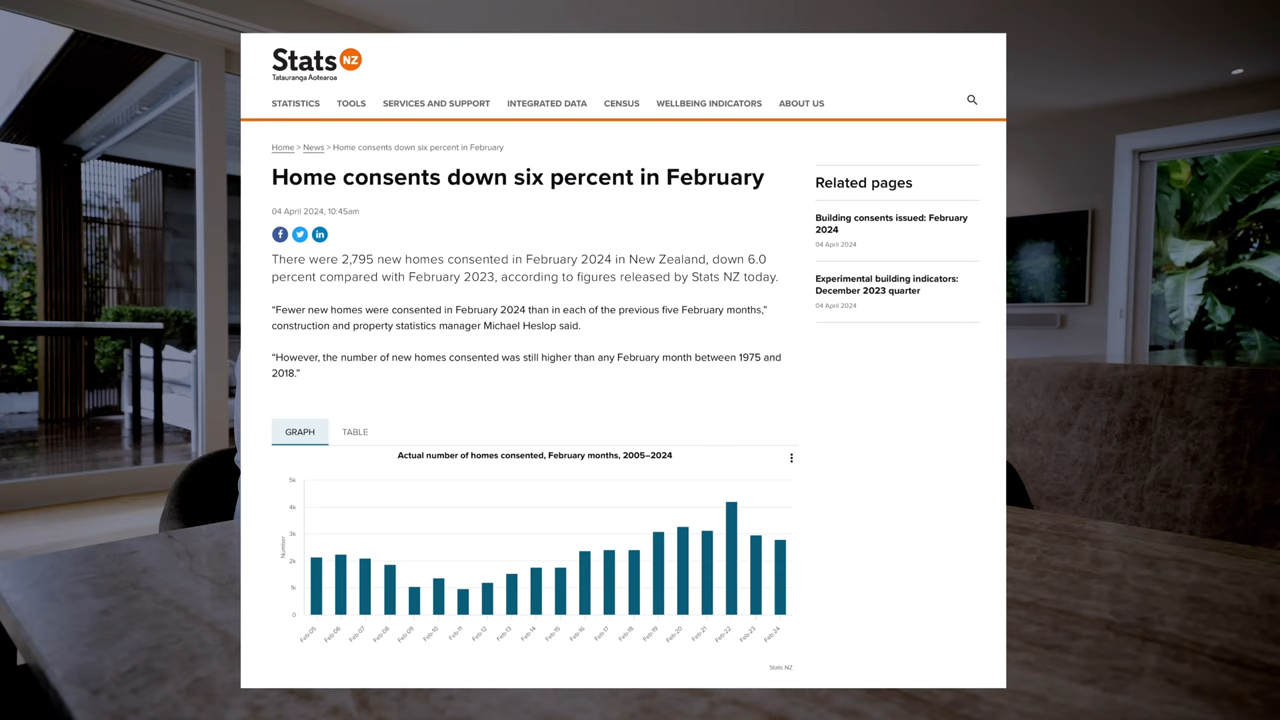 Stats NZ
Tatauranga Aotearoa
STATISTICS TOOLS SERVICES AND SUPPORT INTEGRATED DATA CENSUS WELLBEING INDICATORS ABOUT US
Home > News > Home consents down six percent in February
Home consents down six percent in February
04 April 2024, 10:45am
There were 2,795 new homes consented in February 2024 in New Zealand, down 6.0
percent compared with February 2023, according to figures released by Stats NZ today.
“Fewer new homes were consented in February 2024 than in each of the previous five February months,”
construction and property statistics manager Michael Heslop said.
“However, the number of new homes consented was still higher than any February month between 1975 and
2018.”
Related pages
Building consents issued: February
2024
04 April 2024
Experimental building indicators:
December 2023 quarter
04 April 2024
GRAPH TABLE
Actual number of homes consented, February months, 2005–2024
Number
5k
4k
3k
2k
1k
0
Feb-05 Feb-06 Feb-07 Feb-08 Feb-09 Feb-10 Feb-11 Feb-12 Feb-13 Feb-14 Feb-15 Feb-16 Feb-17 Feb-18 Feb-19 Feb-20 Feb-21 Feb-22 Feb-23 Feb-24
Stats NZ